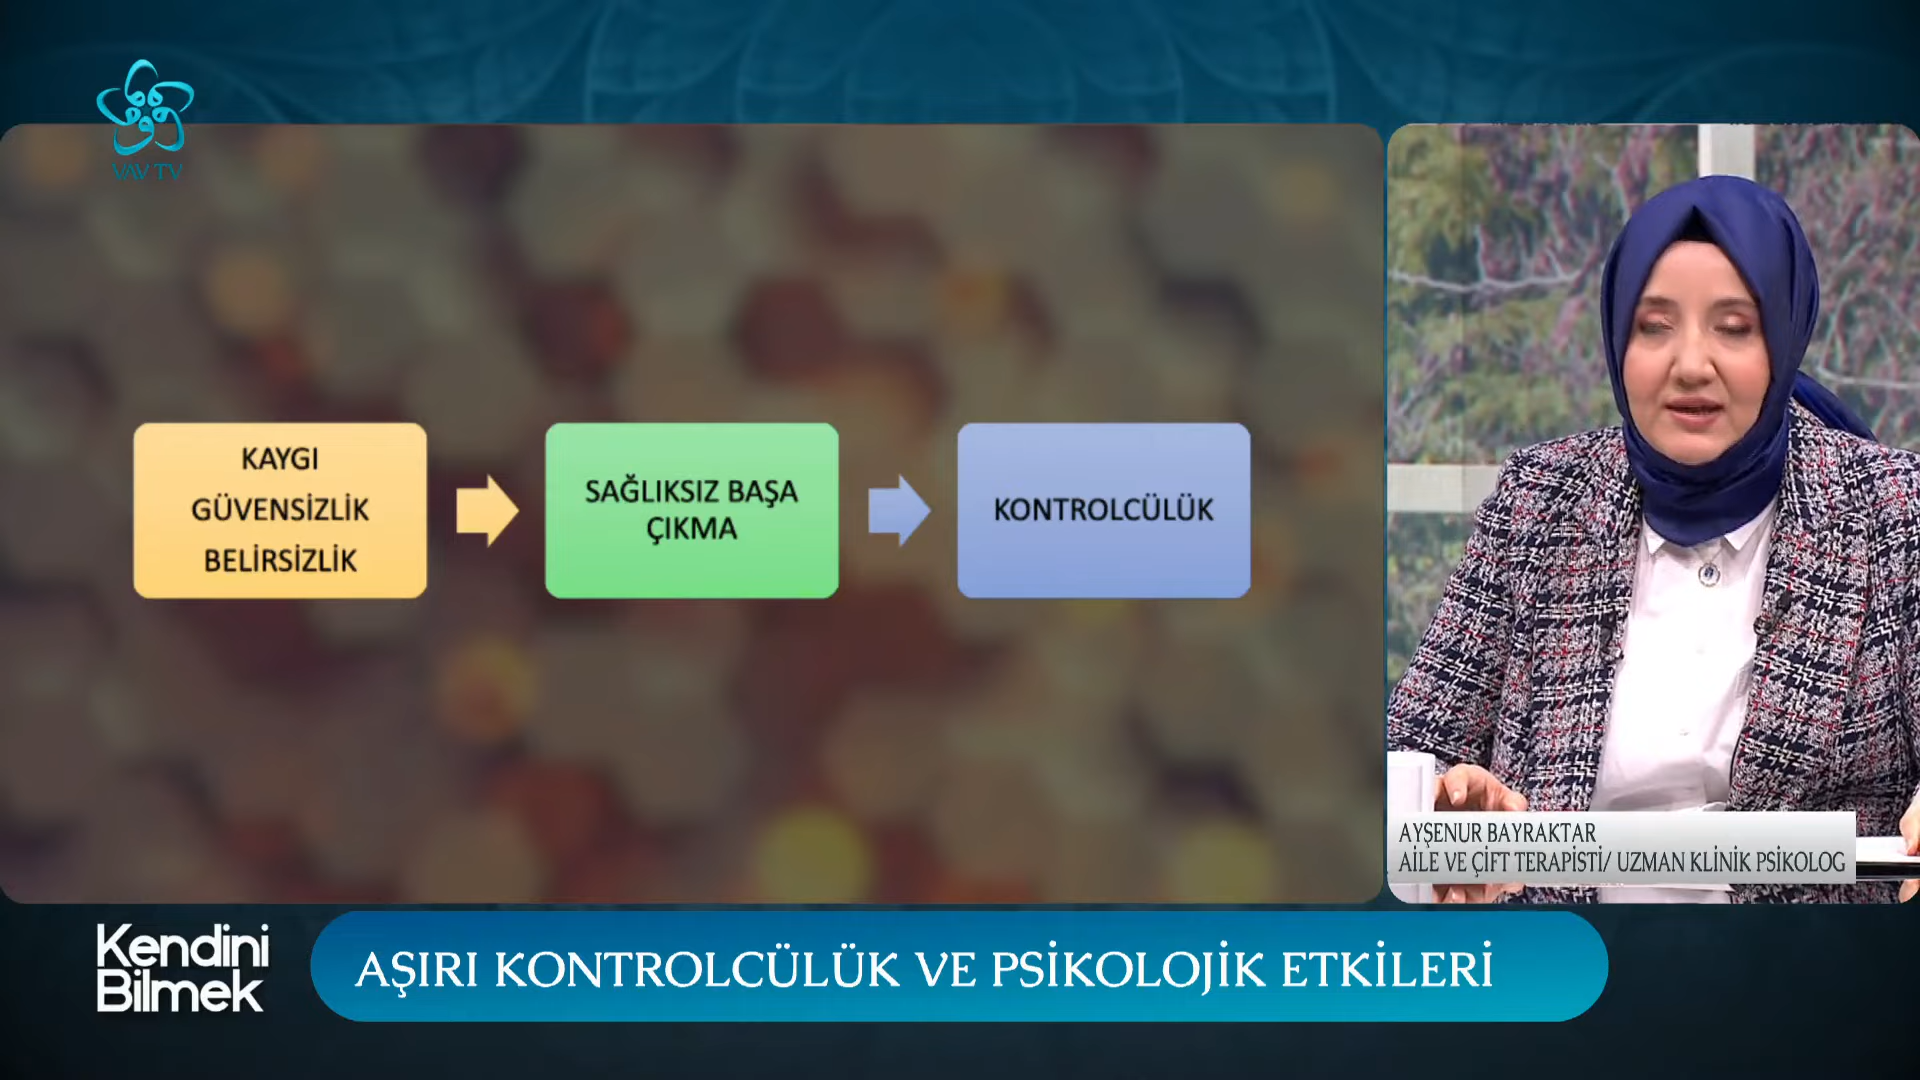 VAV TV
KAYGI
GÜVENSİZLİK
BELİRSİZLİK
SAĞLIKSIZ BAŞA
ÇIKMA
KONTROLCÜLÜK
AYŞENUR BAYRAKTAR
AİLE VE ÇİFT TERAPİSTİ/ UZMAN KLİNİK PSİKOLOG
Kendini
Bilmek
AŞIRI KONTROLCÜLÜK VE PSİKOLOJİK ETKİLERİ